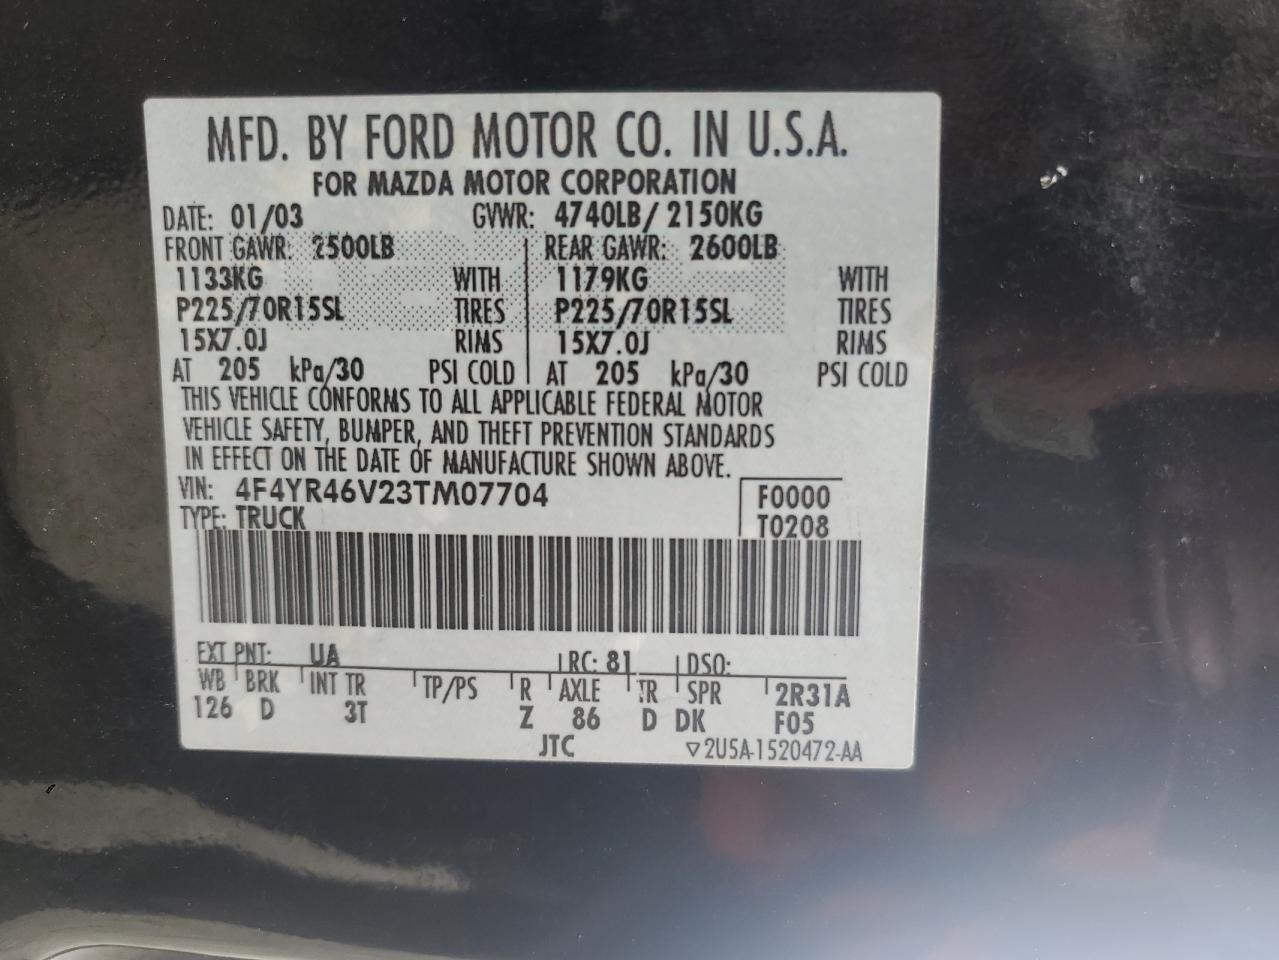 MFD. BY FORD MOTOR CO. IN U.S.A.
FOR MAZDA MOTOR CORPORATION
DATE: 01/03 GVWR: 4740LB/ 2150KG
FRONT GAWR: 2500LB REAR GAWR: 2600LB
1133KG WITH 1179KG WITH
P225/70R15SL TIRES P225/70R15SL TIRES
15X7.0J RIMS 15X7.0J RIMS
AT 205 kPa/30 PSI COLD AT 205 kPa/30 PSI COLD
THIS VEHICLE CONFORMS TO ALL APPLICABLE FEDERAL MOTOR
VEHICLE SAFETY, BUMPER, AND THEFT PREVENTION STANDARDS
IN EFFECT ON THE DATE OF MANUFACTURE SHOWN ABOVE.
VIN: 4F4YR46V23TM07704 F0000
TYPE: TRUCK T0208
EXT PNT: UA RC: 81 DSO:
WB BRK INT TR TP/PS R AXLE TR SPR 2R31A
126 D 3T Z 86 D DK F05
JTC ▽2U5A-1520472-AA